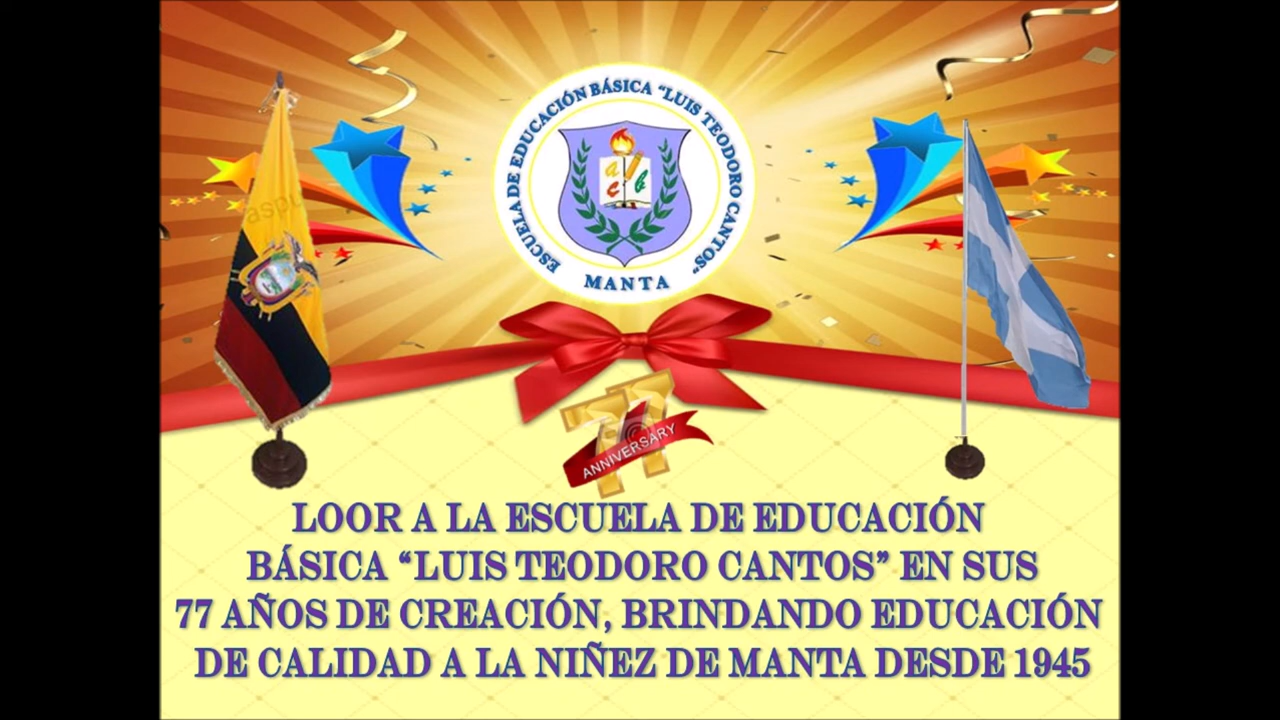 ESCUELA DE EDUCACIÓN BÁSICA “LUIS TEODORO CANTOS”
MANTA
a
c
b
77
ANNIVERSARY
LOOR A LA ESCUELA DE EDUCACIÓN
BÁSICA “LUIS TEODORO CANTOS” EN SUS
77 AÑOS DE CREACIÓN, BRINDANDO EDUCACIÓN
DE CALIDAD A LA NIÑEZ DE MANTA DESDE 1945